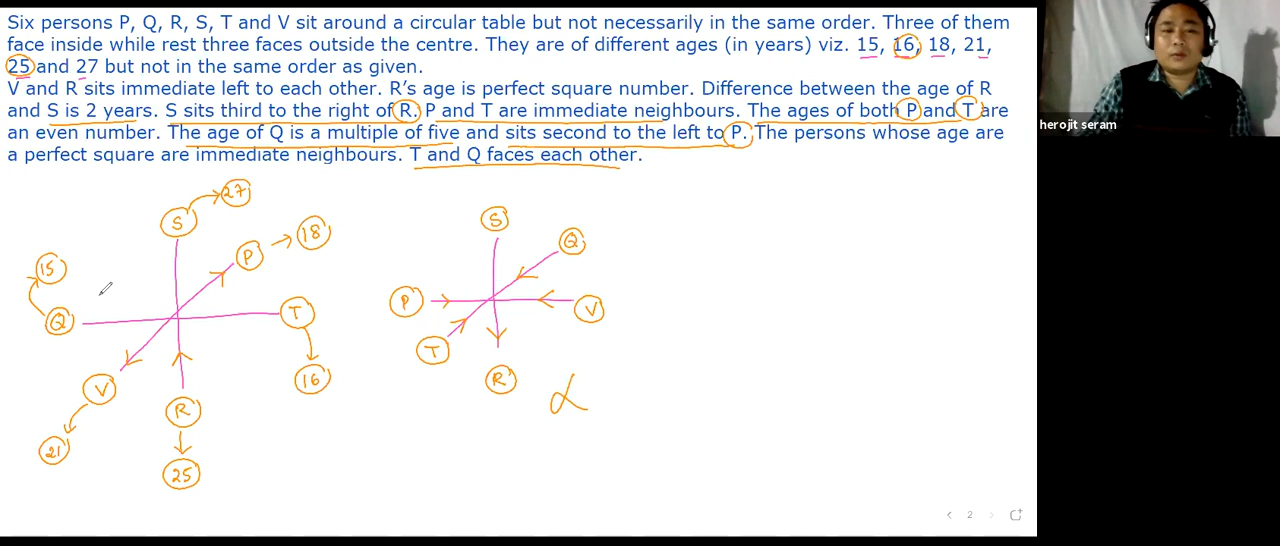 Six persons P, Q, R, S, T and V sit around a circular table but not necessarily in the same order. Three of them
face inside while rest three faces outside the centre. They are of different ages (in years) viz. 15, 16, 18, 21,
25 and 27 but not in the same order as given.
V and R sits immediate left to each other. R's age is perfect square number. Difference between the age of R
and S is 2 years. S sits third to the right of R. P and T are immediate neighbours. The ages of both P and T are
an even number. The age of Q is a multiple of five and sits second to the left to P. The persons whose age are
a perfect square are immediate neighbours. T and Q faces each other.
herojit seram
27
S
P
18
15
Q
T
V
16
R
21
25
S
Q
P
V
T
R
2